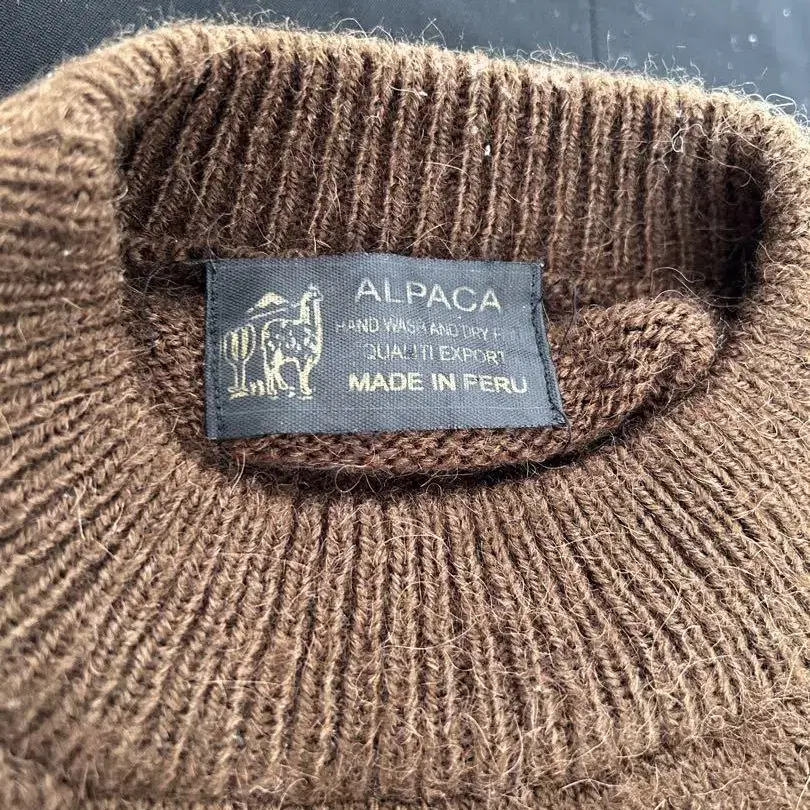 ALPACA
HAND WASH AND DRY F
QUALITI EXPORT
MADE IN PERU